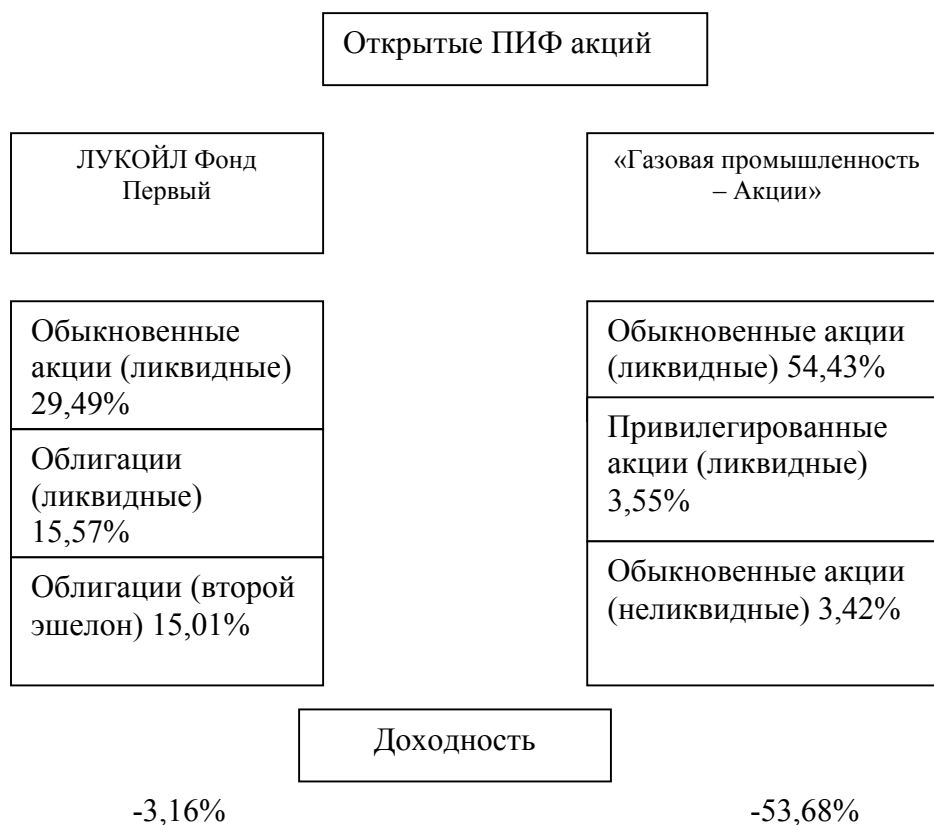 Открытые ПИФ акций
ЛУКОЙЛ Фонд
Первый
«Газовая промышленность
– Акции»
Обыкновенные
акции (ликвидные)
29,49%
Облигации
(ликвидные)
15,57%
Облигации (второй
эшелон) 15,01%
Обыкновенные акции
(ликвидные) 54,43%
Привилегированные
акции (ликвидные)
3,55%
Обыкновенные акции
(неликвидные) 3,42%
Доходность
-3,16%
-53,68%